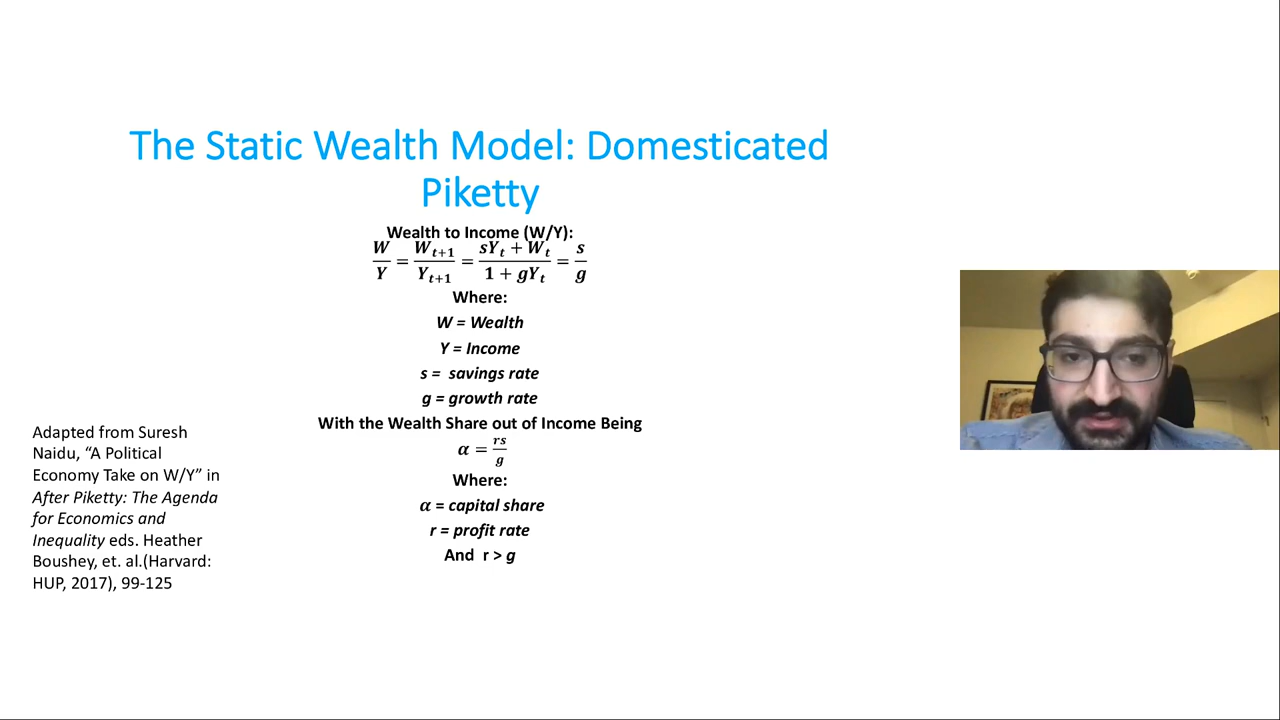 The Static Wealth Model: Domesticated
Piketty
Wealth to Income (W/Y):
W/Y = W_{t+1}/Y_{t+1} = (sY_t + W_t)/(1 + gY_t) = s/g
Where:
W = Wealth
Y = Income
s = savings rate
g = growth rate
With the Wealth Share out of Income Being
α = rs/g
Where:
α = capital share
r = profit rate
And r > g
Adapted from Suresh
Naidu, “A Political
Economy Take on W/Y” in
After Piketty: The Agenda
for Economics and
Inequality eds. Heather
Boushey, et. al.(Harvard:
HUP, 2017), 99-125